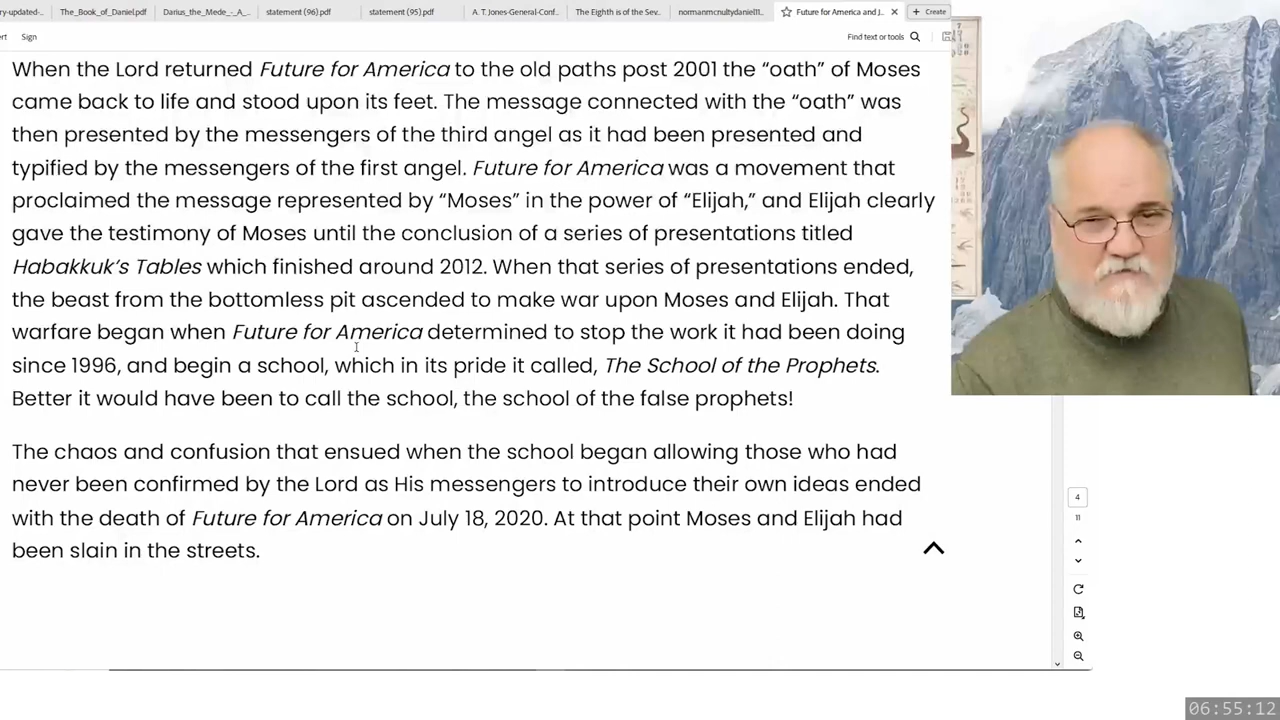 ry-updated-... The_Book_of_Daniel.pdf Darius_the_Mede_-_A... statement (96).pdf statement (95).pdf A. T. Jones-General-Conf... The Eighth is of the Sev... normanmcnultydaniel11... Future for America and J... Create
rt Sign Find text or tools
When the Lord returned Future for America to the old paths post 2001 the “oath” of Moses
came back to life and stood upon its feet. The message connected with the “oath” was
then presented by the messengers of the third angel as it had been presented and
typified by the messengers of the first angel. Future for America was a movement that
proclaimed the message represented by “Moses” in the power of “Elijah,” and Elijah clearly
gave the testimony of Moses until the conclusion of a series of presentations titled
Habakkuk’s Tables which finished around 2012. When that series of presentations ended,
the beast from the bottomless pit ascended to make war upon Moses and Elijah. That
warfare began when Future for America determined to stop the work it had been doing
since 1996, and begin a school, which in its pride it called, The School of the Prophets.
Better it would have been to call the school, the school of the false prophets!
The chaos and confusion that ensued when the school began allowing those who had
never been confirmed by the Lord as His messengers to introduce their own ideas ended
with the death of Future for America on July 18, 2020. At that point Moses and Elijah had
been slain in the streets.
4
11
06:55:12